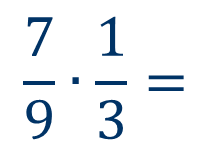 7/9 · 1/3 =